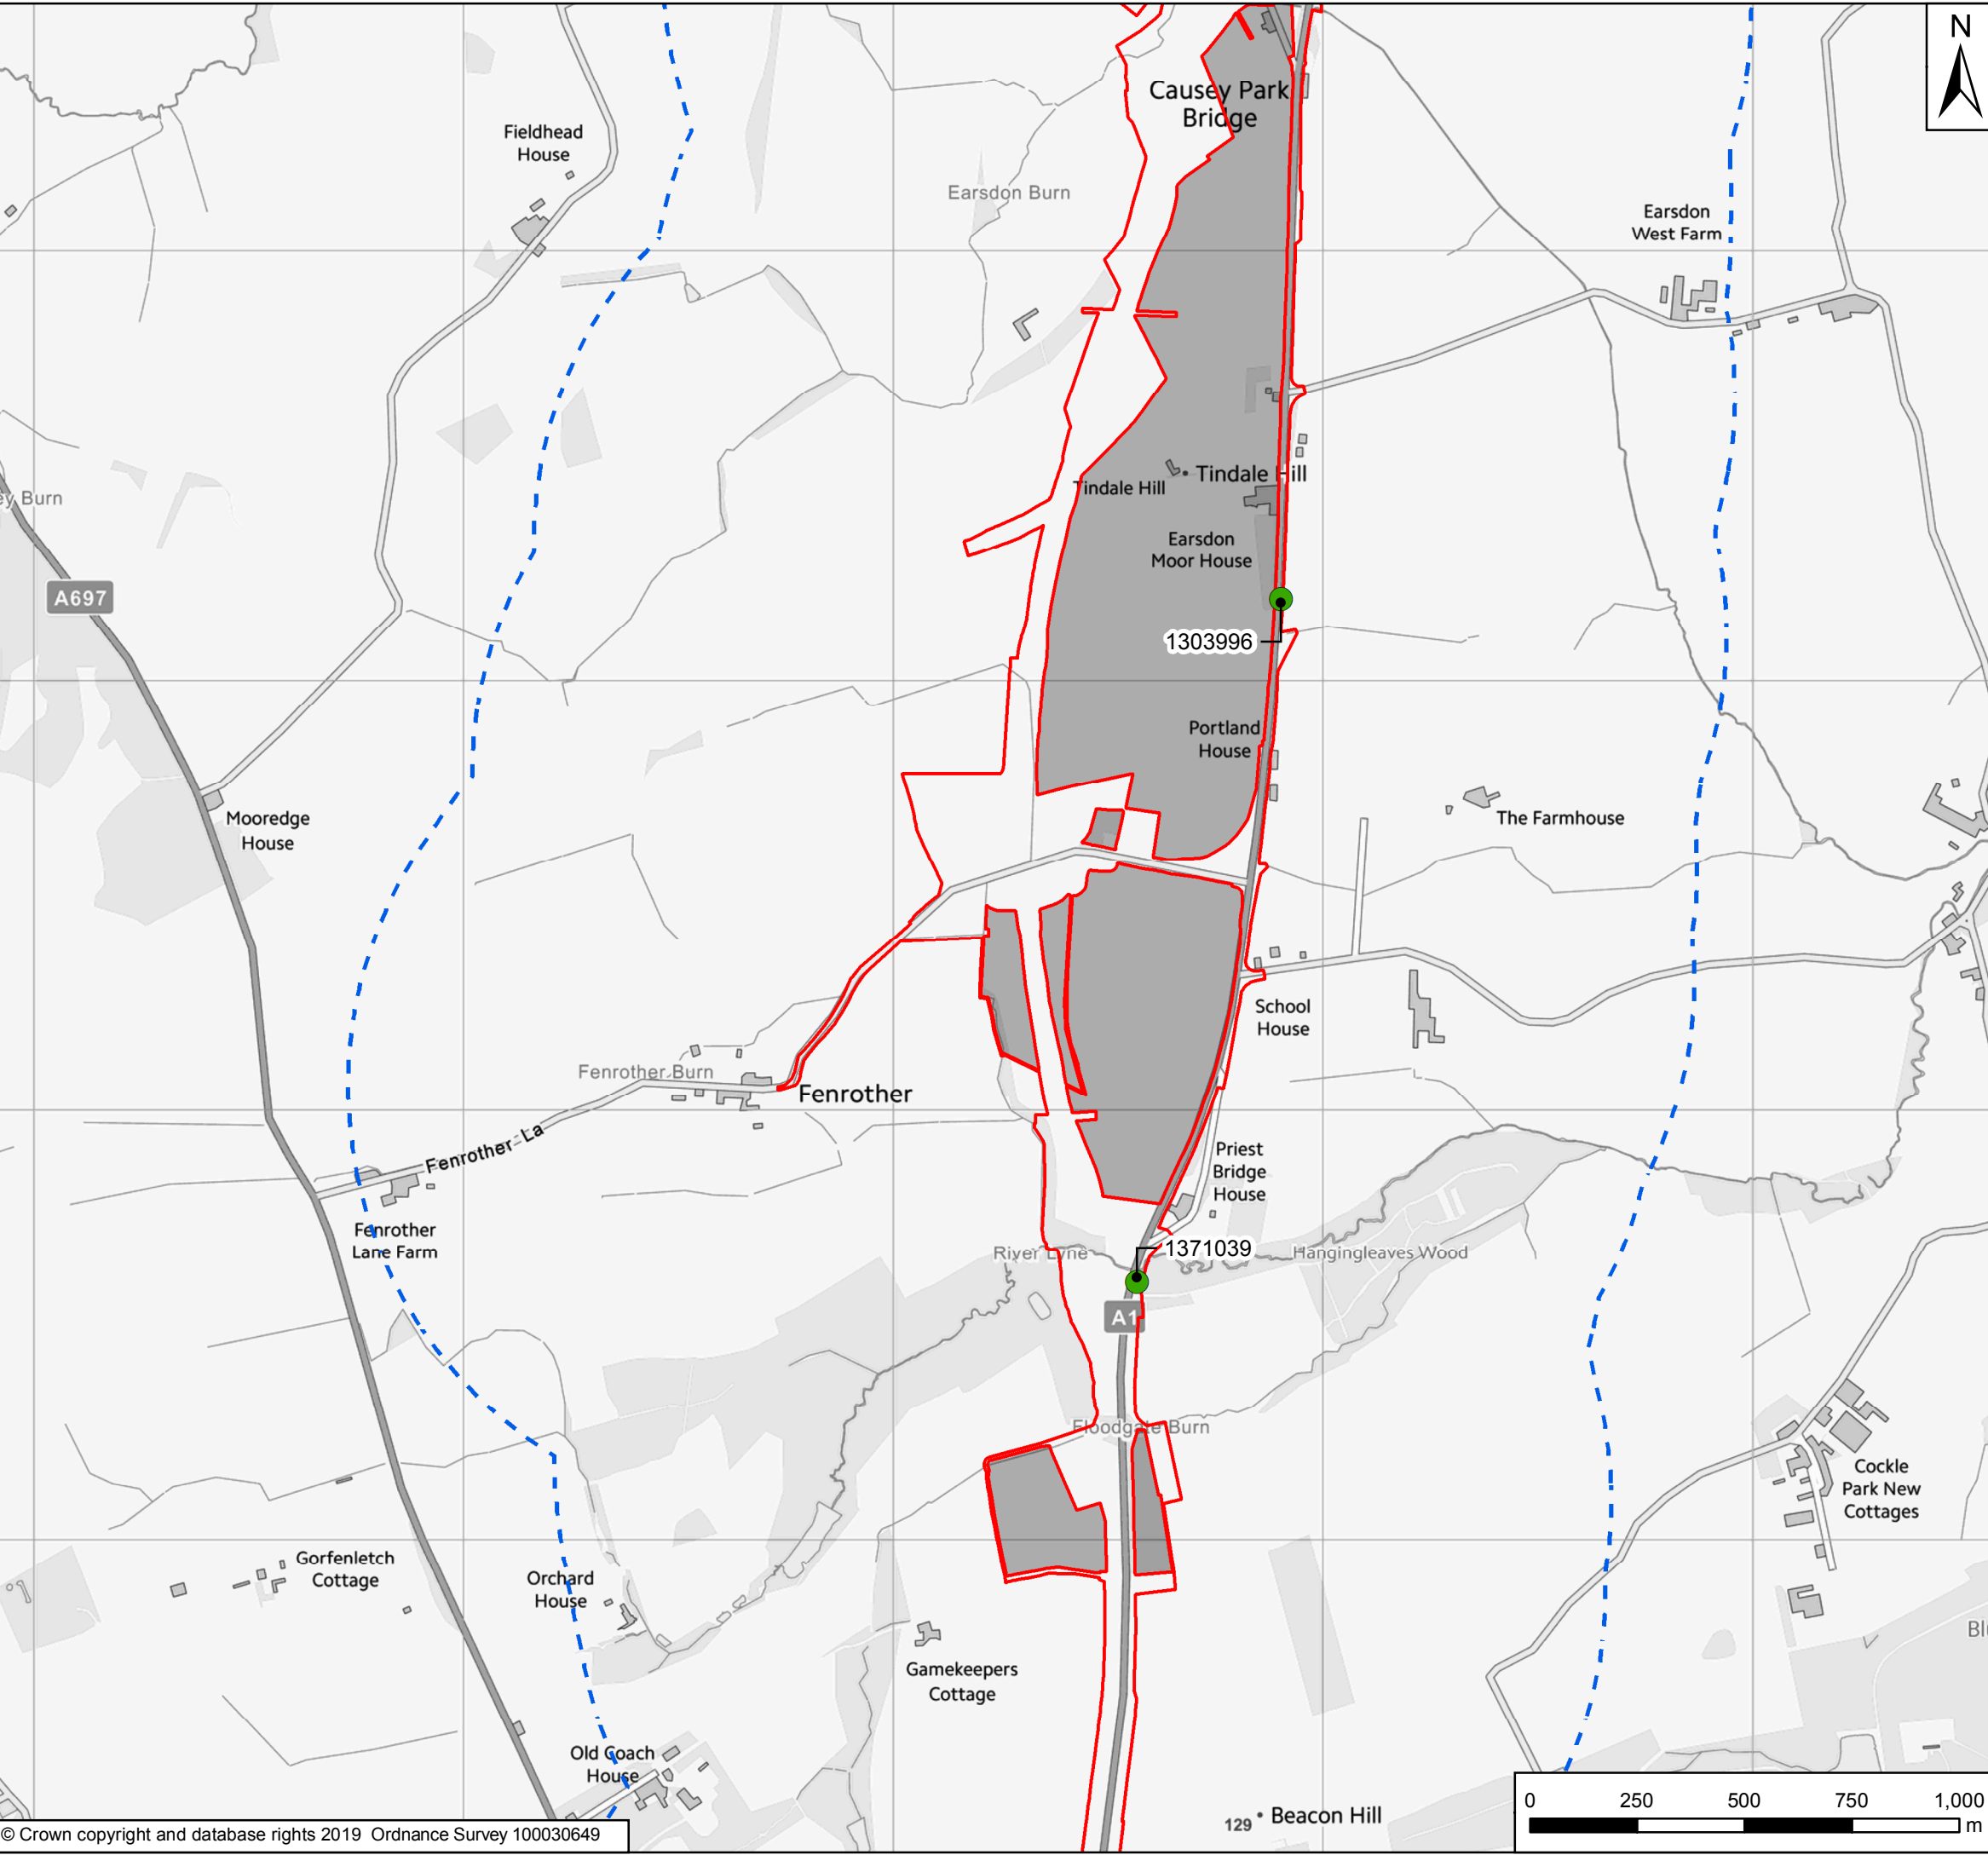 N
Causey Park
Bridge
Fieldhead
House
Earsdon Burn
Earsdon
West Farm
Tindale Hill
Tindale Hill
ey Burn
Earsdon
Moor House
A697
1303996
Portland
House
Mooredge
House
The Farmhouse
School
House
Fenrother Burn
Fenrother
Fenrother La
Priest
Bridge
House
Fenrother
Lane Farm
River Lyne
1371039
Hangingleaves Wood
A1
Floodgate Burn
Cockle
Park New
Cottages
Gorfenletch
Cottage
Orchard
House
Bl
Gamekeepers
Cottage
Old Coach
House
129 Beacon Hill
0 250 500 750 1,000
m
© Crown copyright and database rights 2019 Ordnance Survey 100030649